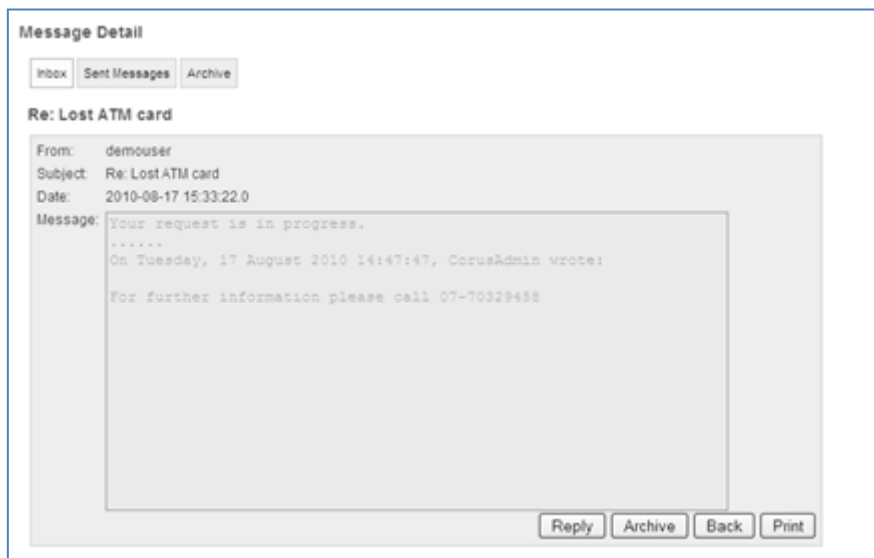 Message Detail
Inbox Sent Messages Archive
Re: Lost ATM card
From: demouser
Subject: Re: Lost ATM card
Date: 2010-08-17 15:33:22.0
Message: Your request is in progress.
......
On Tuesday, 17 August 2010 14:47:47, CorusAdmin wrote:
For further information please call 07-70329458
Reply Archive Back Print